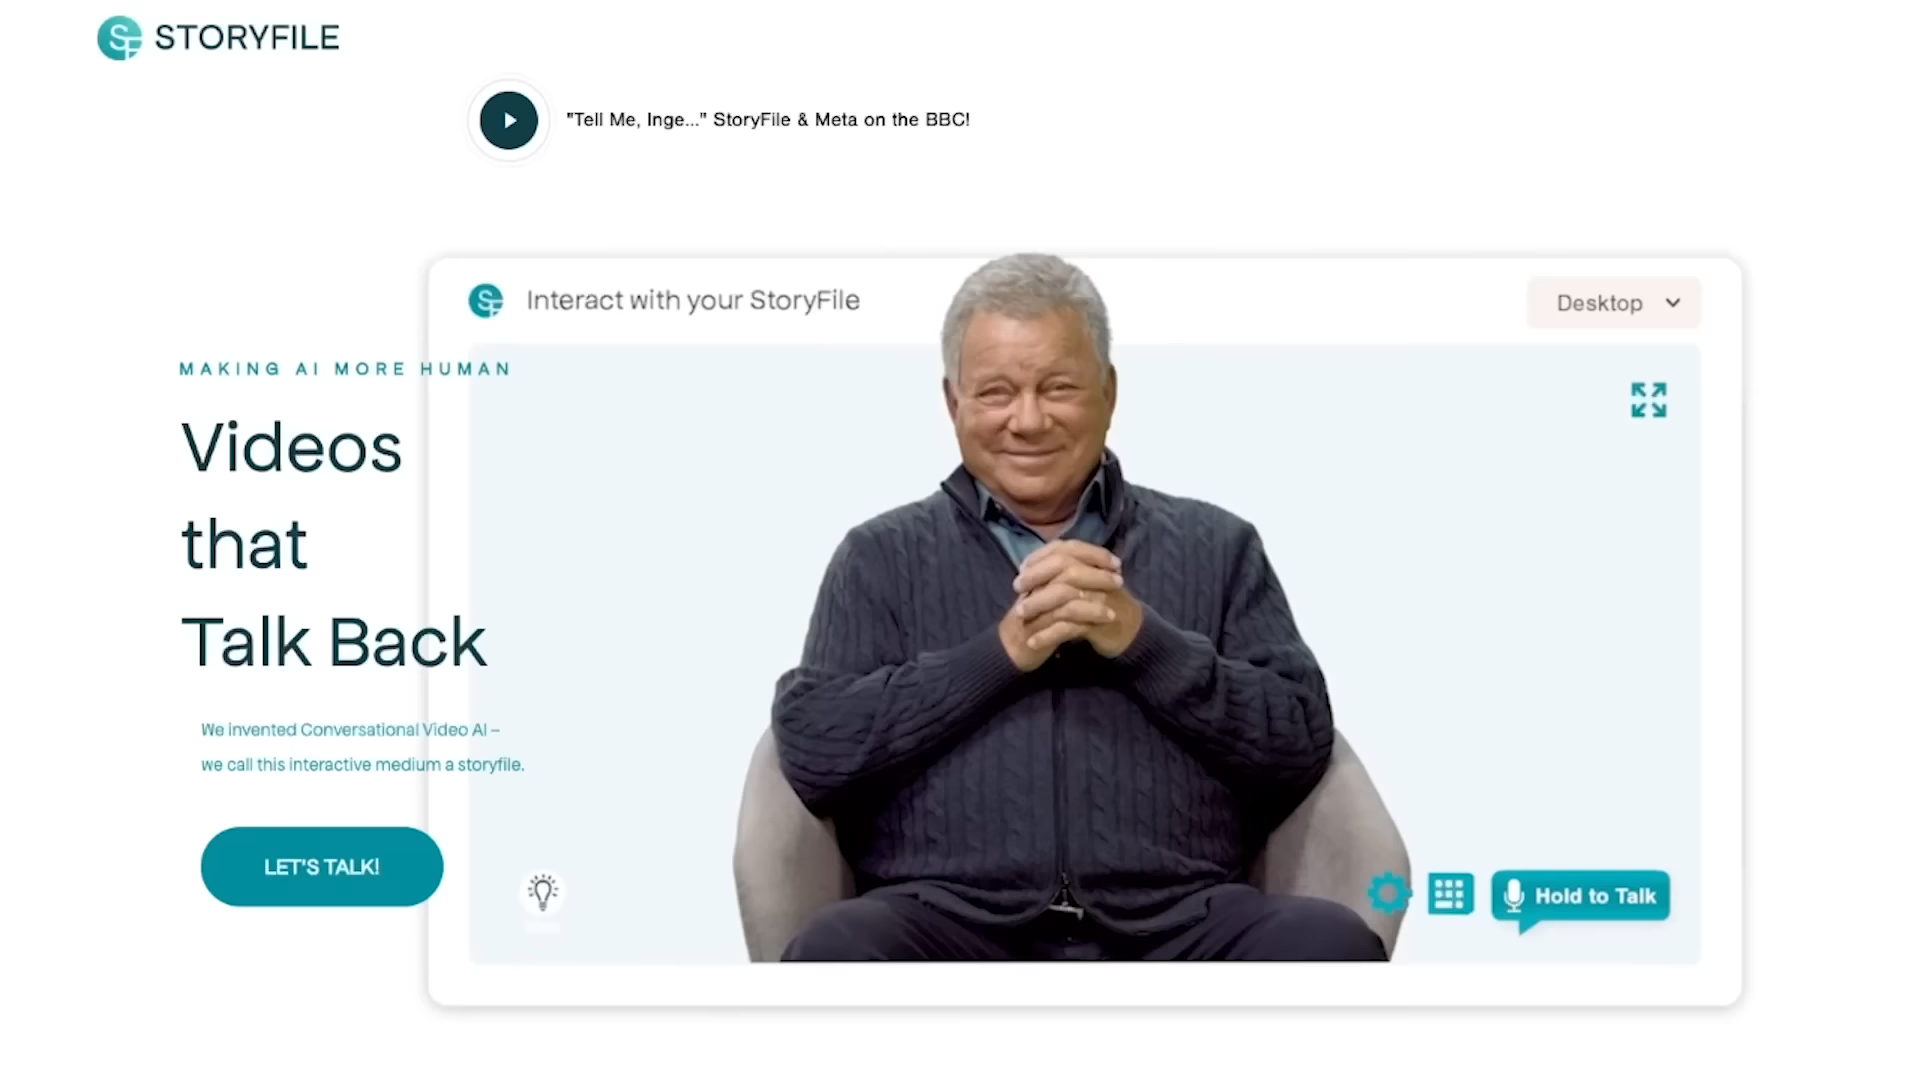 STORYFILE
"Tell Me, Inge..." StoryFile & Meta on the BBC!
Interact with your StoryFile
Desktop
MAKING AI MORE HUMAN
Videos
that
Talk Back
We invented Conversational Video AI –
we call this interactive medium a storyfile.
LET'S TALK!
Hold to Talk